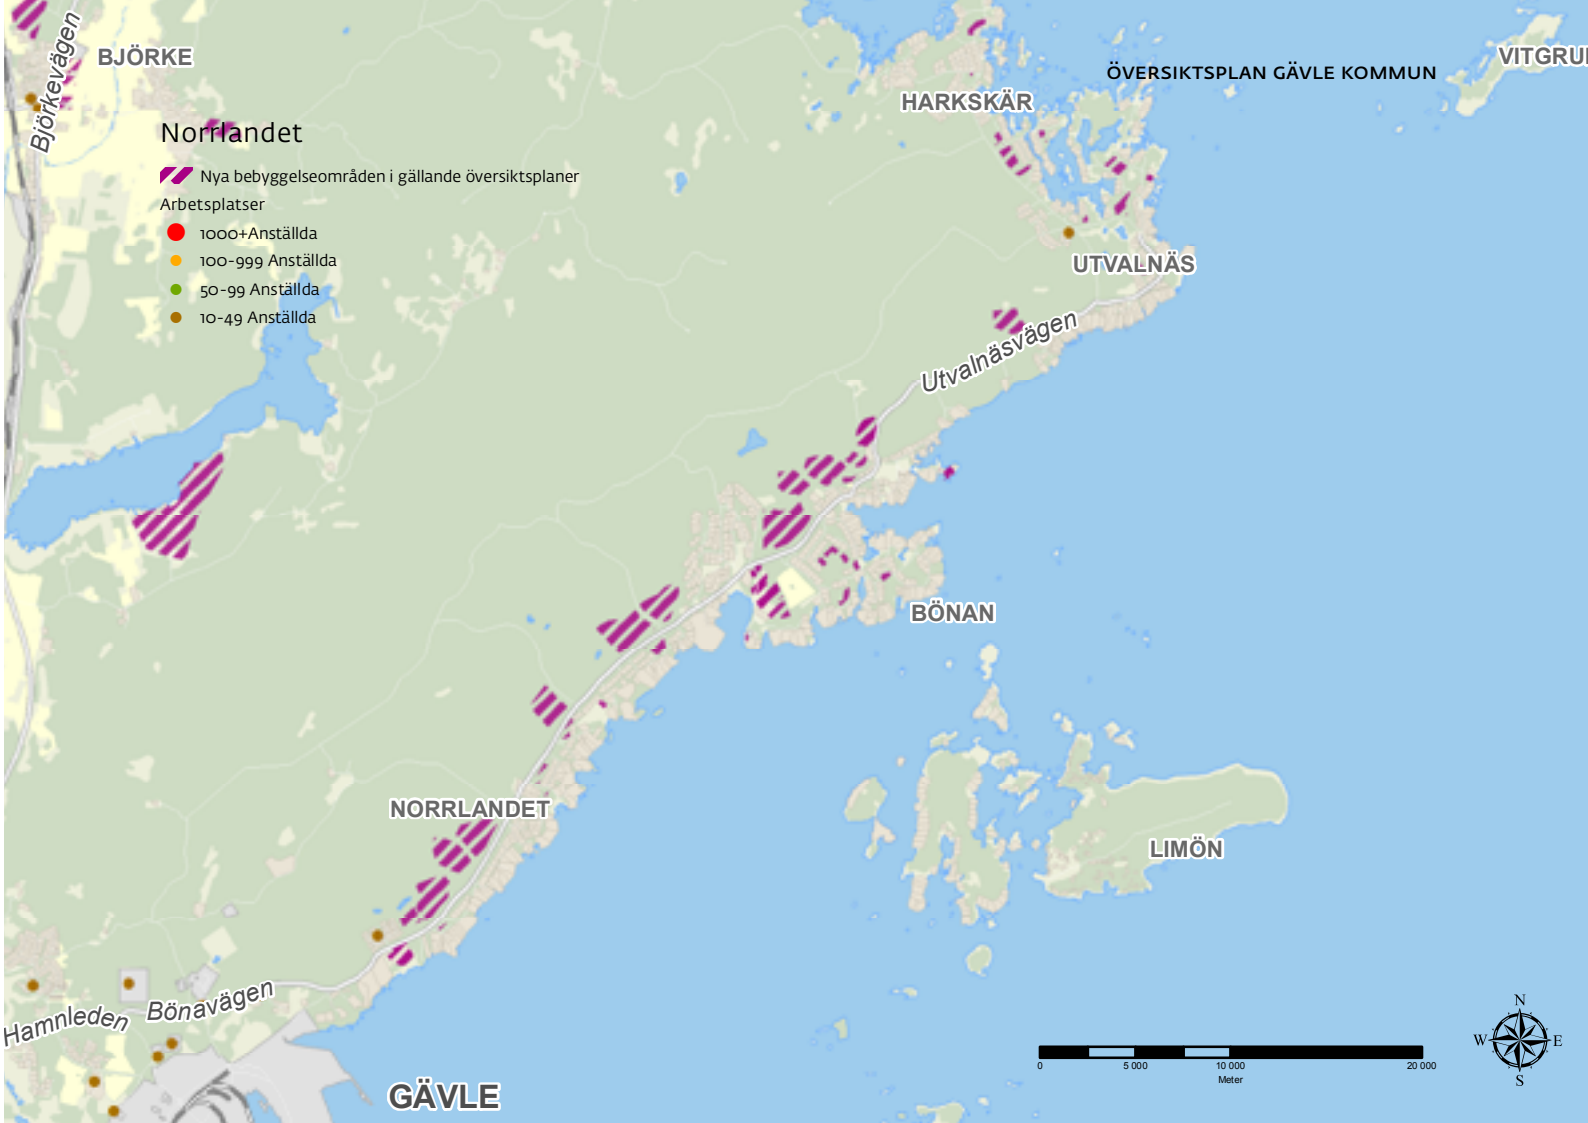 BJÖRKE
Björkevägen
VITGRU
ÖVERSIKTSPLAN GÄVLE KOMMUN
HARKSKÄR
Norrlandet
Nya bebyggelseområden i gällande översiktsplaner
Arbetsplatser
1000+Anställda
100-999 Anställda
50-99 Anställda
10-49 Anställda
UTVALNÄS
Utvalnäsvägen
BÖNAN
NORRLANDET
LIMÖN
Hamnleden
Bönavägen
GÄVLE
N
W
E
S
0
5 000
10 000
20 000
Meter